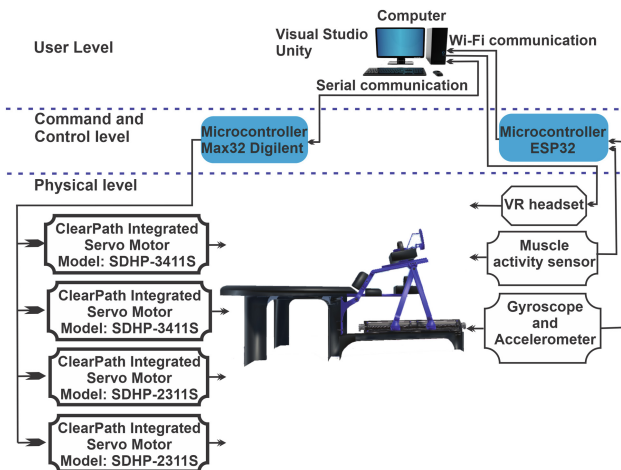 Computer
User Level
Visual Studio
Unity
Wi-Fi communication
Serial communication
Command and
Control level
Microcontroller
Max32 Digilent
Microcontroller
ESP32
Physical level
ClearPath Integrated
Servo Motor
Model: SDHP-3411S
ClearPath Integrated
Servo Motor
Model: SDHP-3411S
ClearPath Integrated
Servo Motor
Model: SDHP-2311S
ClearPath Integrated
Servo Motor
Model: SDHP-2311S
VR headset
Muscle
activity sensor
Gyroscope
and
Accelerometer